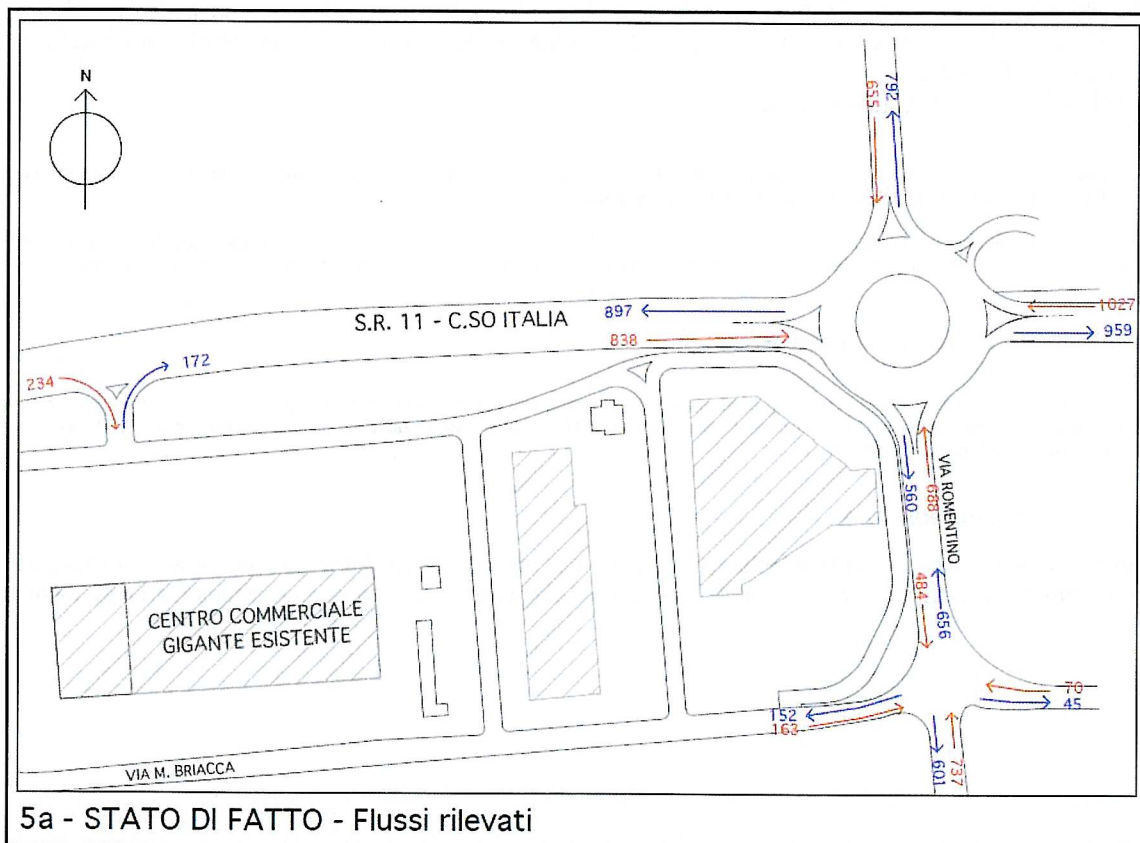 N
655
792
1027
959
S.R. 11 - C.SO ITALIA
897
838
234
172
560
688
VIA ROMENTINO
484
656
CENTRO COMMERCIALE
GIGANTE ESISTENTE
70
45
152
163
601
737
VIA M. BRIACCA
5a - STATO DI FATTO - Flussi rilevati